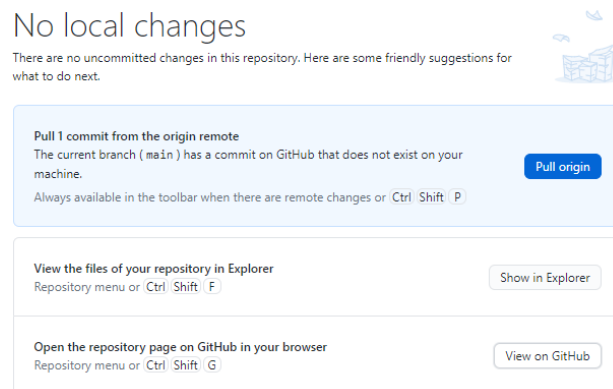 No local changes
There are no uncommitted changes in this repository. Here are some friendly suggestions for
what to do next.
Pull 1 commit from the origin remote
The current branch ( main ) has a commit on GitHub that does not exist on your
machine.
Pull origin
Always available in the toolbar when there are remote changes or Ctrl Shift P
View the files of your repository in Explorer
Repository menu or Ctrl Shift F
Show in Explorer
Open the repository page on GitHub in your browser
Repository menu or Ctrl Shift G
View on GitHub